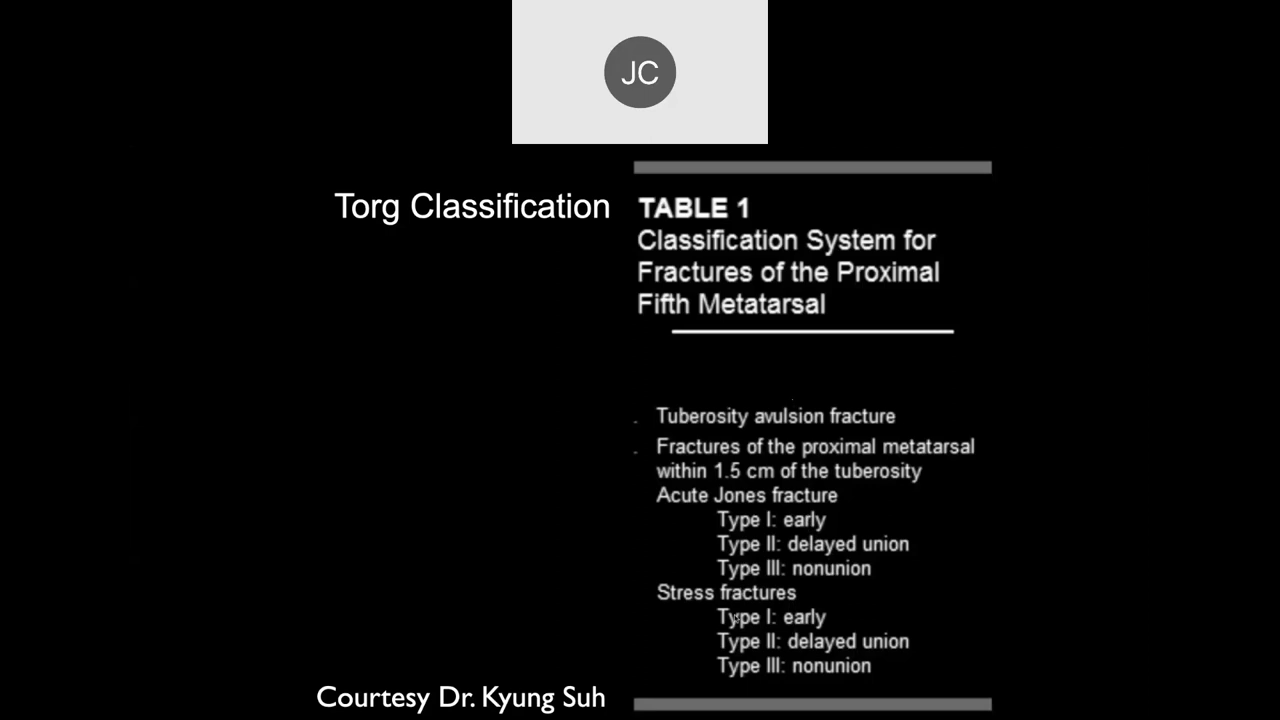 JC
Torg Classification
TABLE 1
Classification System for
Fractures of the Proximal
Fifth Metatarsal
Tuberosity avulsion fracture
Fractures of the proximal metatarsal
within 1.5 cm of the tuberosity
Acute Jones fracture
Type I: early
Type II: delayed union
Type III: nonunion
Stress fractures
Type I: early
Type II: delayed union
Type III: nonunion
Courtesy Dr. Kyung Suh